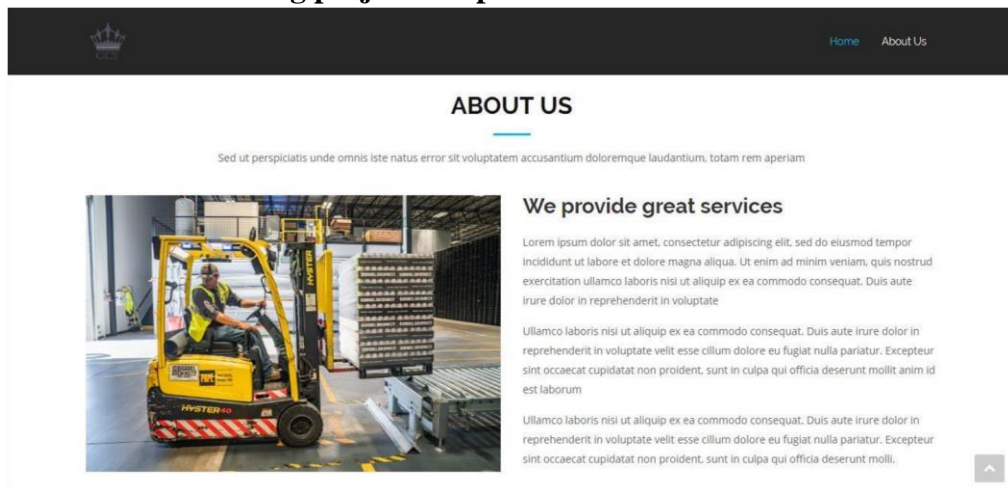 Home About Us
ABOUT US
Sed ut perspiciatis unde omnis iste natus error sit voluptatem accusantium doloremque laudantium, totam rem aperiam
We provide great services
Lorem ipsum dolor sit amet, consectetur adipiscing elit, sed do eiusmod tempor
incididunt ut labore et dolore magna aliqua. Ut enim ad minim veniam, quis nostrud
exercitation ullamco laboris nisi ut aliquip ex ea commodo consequat. Duis aute
irure dolor in reprehenderit in voluptate
Ullamco laboris nisi ut aliquip ex ea commodo consequat. Duis aute irure dolor in
reprehenderit in voluptate velit esse cillum dolore eu fugiat nulla pariatur. Excepteur
sint occaecat cupidatat non proident, sunt in culpa qui officia deserunt mollit anim id
est laborum
Ullamco laboris nisi ut aliquip ex ea commodo consequat. Duis aute irure dolor in
reprehenderit in voluptate velit esse cillum dolore eu fugiat nulla pariatur. Excepteur
sint occaecat cupidatat non proident, sunt in culpa qui officia deserunt molli.
HYSTER
HYSTER 40